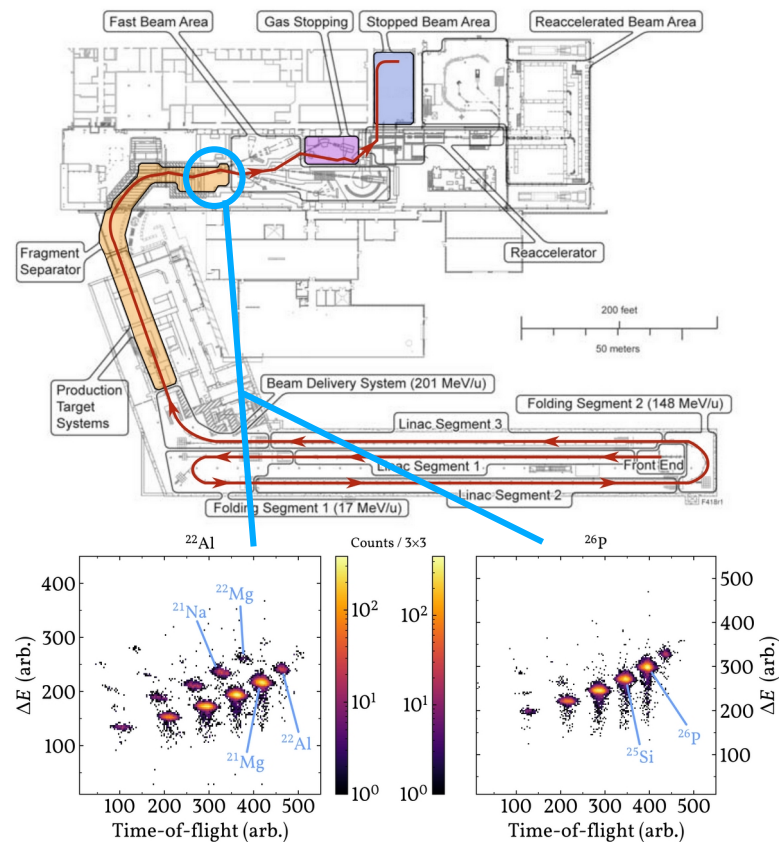 Fast Beam Area
Gas Stopping
Stopped Beam Area
Reaccelerated Beam Area
Fragment
Separator
Reaccelerator
200 feet
50 meters
Production
Target
Systems
Beam Delivery System (201 MeV/u)
Folding Segment 2 (148 MeV/u)
Linac Segment 3
Linac Segment 1
Front End
Linac Segment 2
Folding Segment 1 (17 MeV/u)
F418r1
²²Al
Counts / 3×3
²⁶P
400
300
200
100
ΔE (arb.)
²¹Na
²²Mg
²¹Mg
²²Al
100 200 300 400 500
Time-of-flight (arb.)
10²
10¹
10⁰
10²
10¹
10⁰
²⁵Si
²⁶P
100 200 300 400 500
Time-of-flight (arb.)
500
400
300
200
100
ΔE (arb.)